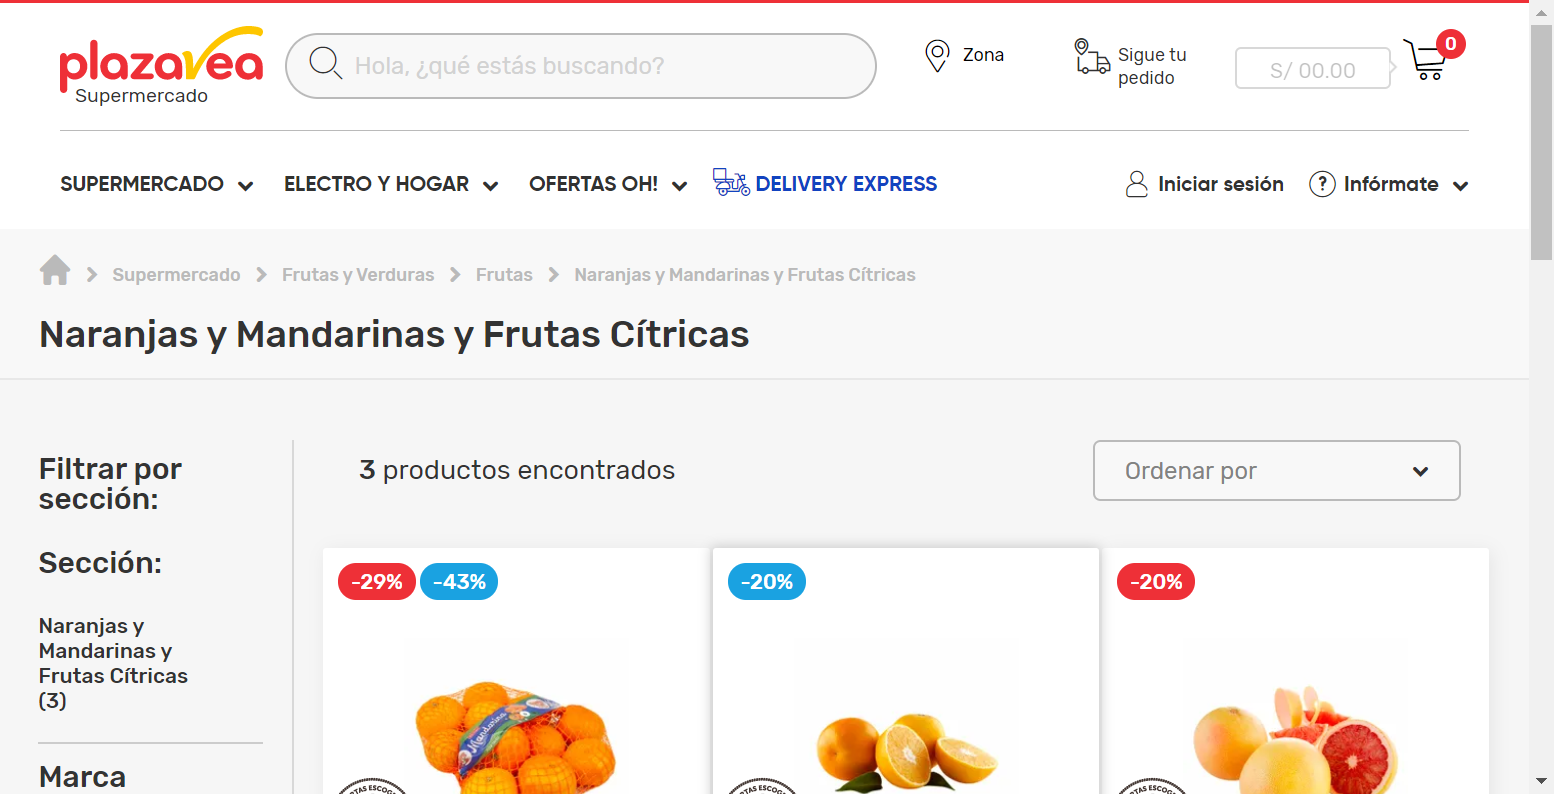 plazavea
Supermercado
Hola, ¿qué estás buscando?
Zona
Sigue tu
pedido
S/ 00.00
0
SUPERMERCADO
ELECTRO Y HOGAR
OFERTAS OH!
DELIVERY EXPRESS
Iniciar sesión
? Infórmate
Supermercado
Frutas y Verduras
Frutas
Naranjas y Mandarinas y Frutas Cítricas
Naranjas y Mandarinas y Frutas Cítricas
Filtrar por
sección:
Sección:
Naranjas y
Mandarinas y
Frutas Cítricas
(3)
Marca
3 productos encontrados
Ordenar por
-29% -43%
-20%
-20%
Mandarina